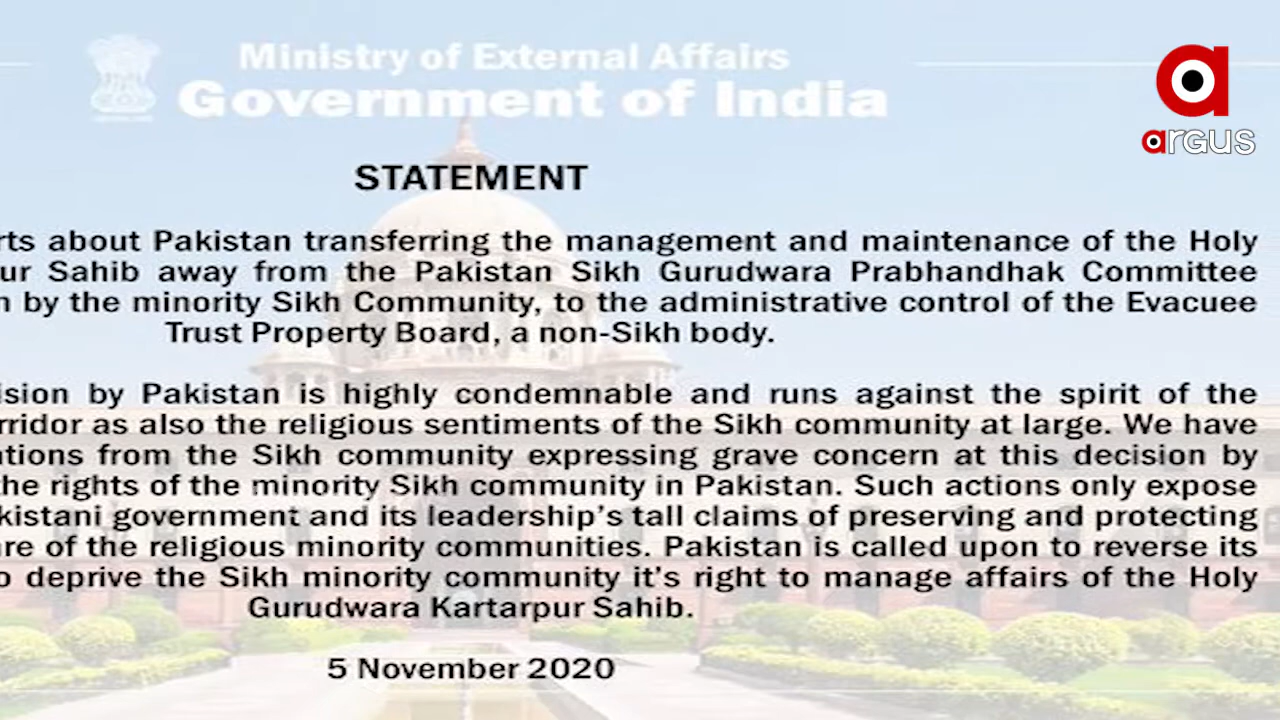 Ministry of External Affairs
Government of India
argus
STATEMENT
rts about Pakistan transferring the management and maintenance of the Holy
ur Sahib away from the Pakistan Sikh Gurudwara Prabhandhak Committee
n by the minority Sikh Community, to the administrative control of the Evacuee
Trust Property Board, a non-Sikh body.
ision by Pakistan is highly condemnable and runs against the spirit of the
rridor as also the religious sentiments of the Sikh community at large. We have
ations from the Sikh community expressing grave concern at this decision by
the rights of the minority Sikh community in Pakistan. Such actions only expose
kistani government and its leadership's tall claims of preserving and protecting
are of the religious minority communities. Pakistan is called upon to reverse its
o deprive the Sikh minority community it's right to manage affairs of the Holy
Gurudwara Kartarpur Sahib.
5 November 2020